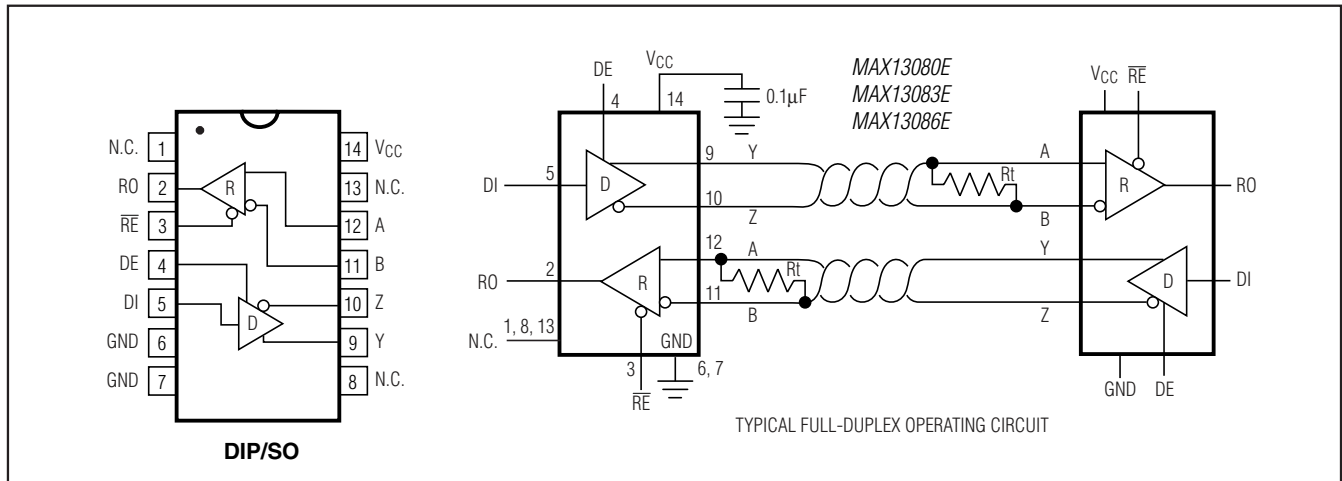 N.C. 1
RO 2
R̅E̅ 3
DE 4
DI 5
GND 6
GND 7
R
D
14 VCC
13 N.C.
12 A
11 B
10 Z
9 Y
8 N.C.
DIP/SO
DE
4
VCC
14
0.1µF
MAX13080E
MAX13083E
MAX13086E
DI 5
D
9 Y
10 Z
RO 2
R
12 A
11 B
Rt
N.C. 1, 8, 13
GND
6, 7
3
R̅E̅
Rt
A
B
Y
Z
VCC R̅E̅
R
RO
D
DI
GND DE
TYPICAL FULL-DUPLEX OPERATING CIRCUIT